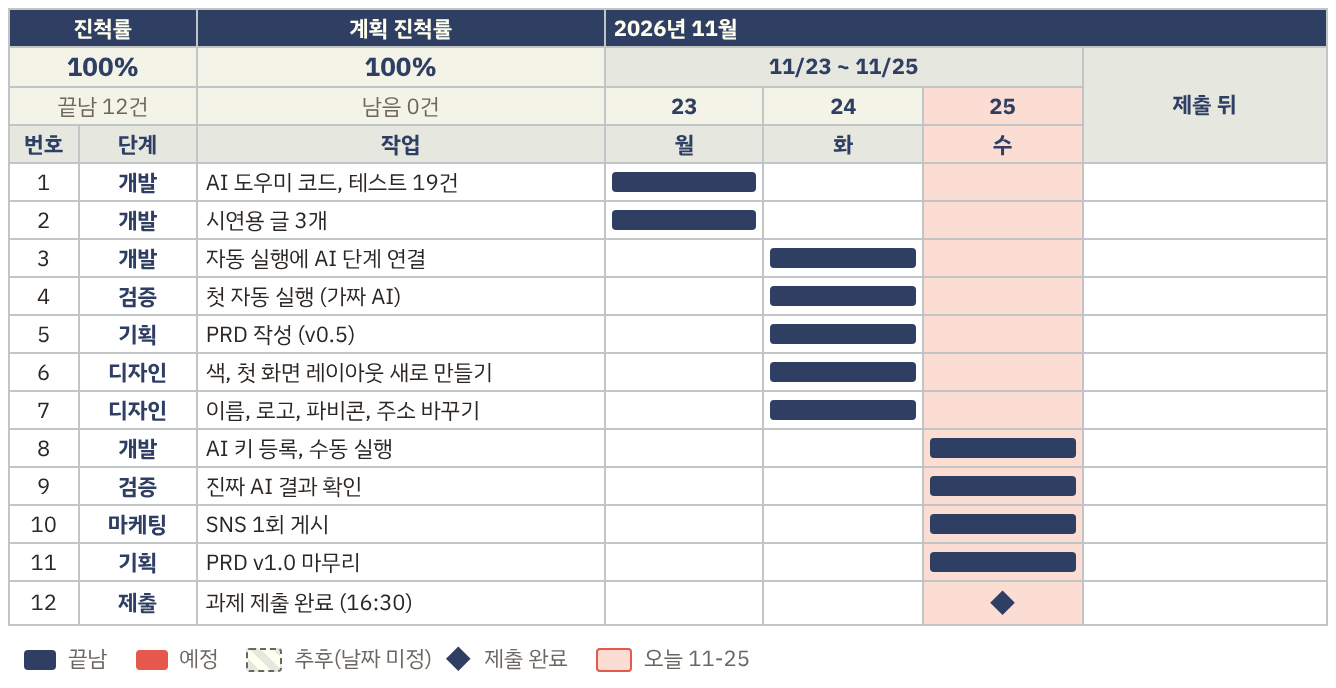 진척률 계획 진척률 2026년 11월
100% 100% 11/23 ~ 11/25 제출 뒤
끝남 12건 남음 0건 23 24 25
번호 단계 작업 월 화 수
1 개발 AI 도우미 코드, 테스트 19건
2 개발 시연용 글 3개
3 개발 자동 실행에 AI 단계 연결
4 검증 첫 자동 실행 (가짜 AI)
5 기획 PRD 작성 (v0.5)
6 디자인 색, 첫 화면 레이아웃 새로 만들기
7 디자인 이름, 로고, 파비콘, 주소 바꾸기
8 개발 AI 키 등록, 수동 실행
9 검증 진짜 AI 결과 확인
10 마케팅 SNS 1회 게시
11 기획 PRD v1.0 마무리
12 제출 과제 제출 완료 (16:30)
끝남 예정 추후(날짜 미정) 제출 완료 오늘 11-25